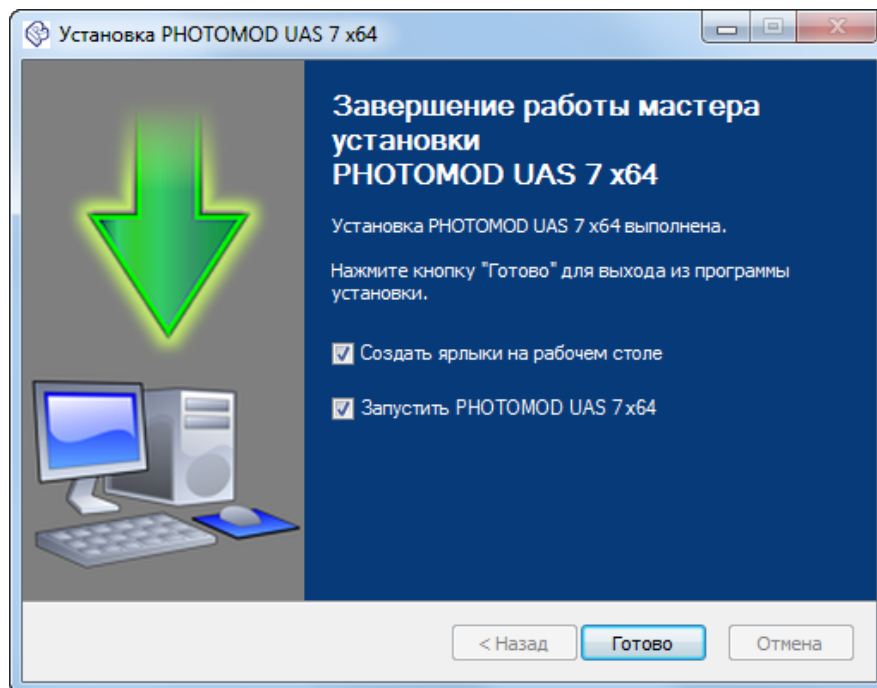 Установка PHOTOMOD UAS 7 x64
Завершение работы мастера
установки
PHOTOMOD UAS 7 x64
Установка PHOTOMOD UAS 7 x64 выполнена.
Нажмите кнопку "Готово" для выхода из программы
установки.
Создать ярлыки на рабочем столе
Запустить PHOTOMOD UAS 7 x64
< Назад
Готово
Отмена